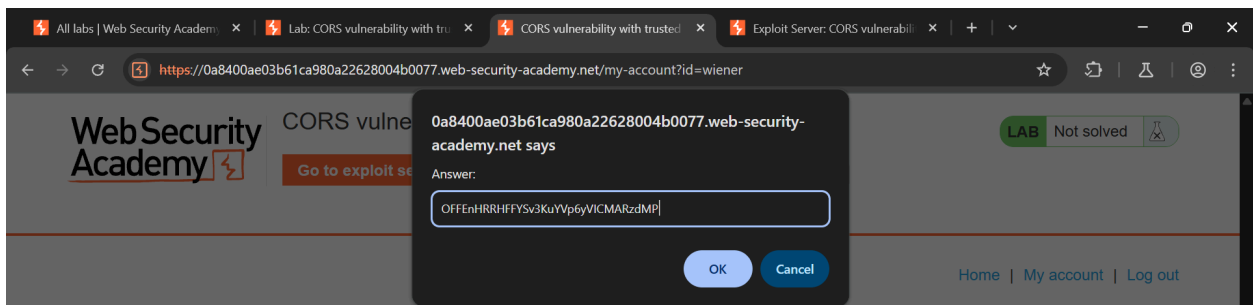 All labs | Web Security Academy
Lab: CORS vulnerability with tru
CORS vulnerability with trusted
Exploit Server: CORS vulnerabili
https://0a8400ae03b61ca980a22628004b0077.web-security-academy.net/my-account?id=wiener
Web Security
Academy
CORS vulne
Go to exploit se
0a8400ae03b61ca980a22628004b0077.web-security-
academy.net says
Answer:
OFFEnHRRHFFYSv3KuYVp6yVICMARzdMP
OK
Cancel
LAB Not solved
Home | My account | Log out